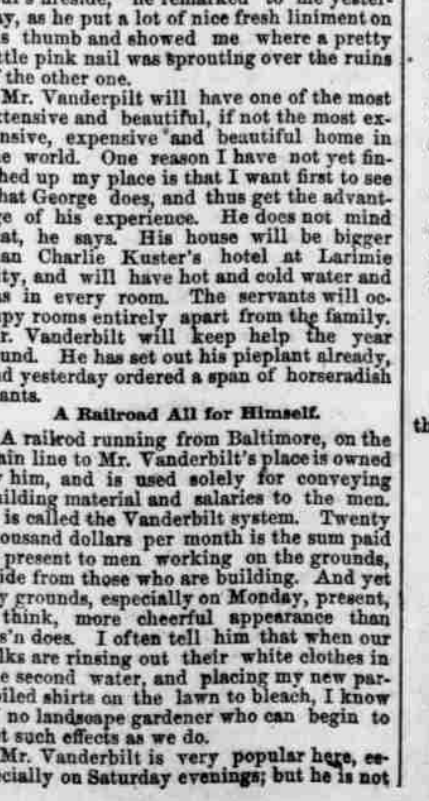 ay, as he put a lot of nice fresh liniment on
s thumb and showed me where a pretty
ttle pink nail was sprouting over the ruins
the other one.
Mr. Vanderpilt will have one of the most
tensive and beautiful, if not the most ex-
nsive, expensive and beautiful home in
e world. One reason I have not yet fin-
hed up my place is that I want first to see
hat George does, and thus get the advant-
ge of his experience. He does not mind
at, he says. His house will be bigger
an Charlie Kuster's hotel at Larimie
ty, and will have hot and cold water and
s in every room. The servants will oc-
py rooms entirely apart from the family.
r. Vanderbilt will keep help the year
und. He has set out his pieplant already,
d yesterday ordered a span of horseradish
ants.
A Railroad All for Himself.
A railrod running from Baltimore, on the
ain line to Mr. Vanderbilt's place is owned
y him, and is used solely for conveying
uilding material and salaries to the men.
is called the Vanderbilt system. Twenty
ousand dollars per month is the sum paid
present to men working on the grounds,
ide from those who are building. And yet
y grounds, especially on Monday, present,
think, more cheerful appearance than
s'n does. I often tell him that when our
lks are rinsing out their white clothes in
e second water, and placing my new par-
iled shirts on the lawn to bleach, I know
no landscape gardener who can begin to
t such effects as we do.
Mr. Vanderbilt is very popular here, es-
cially on Saturday evenings; but he is not
th